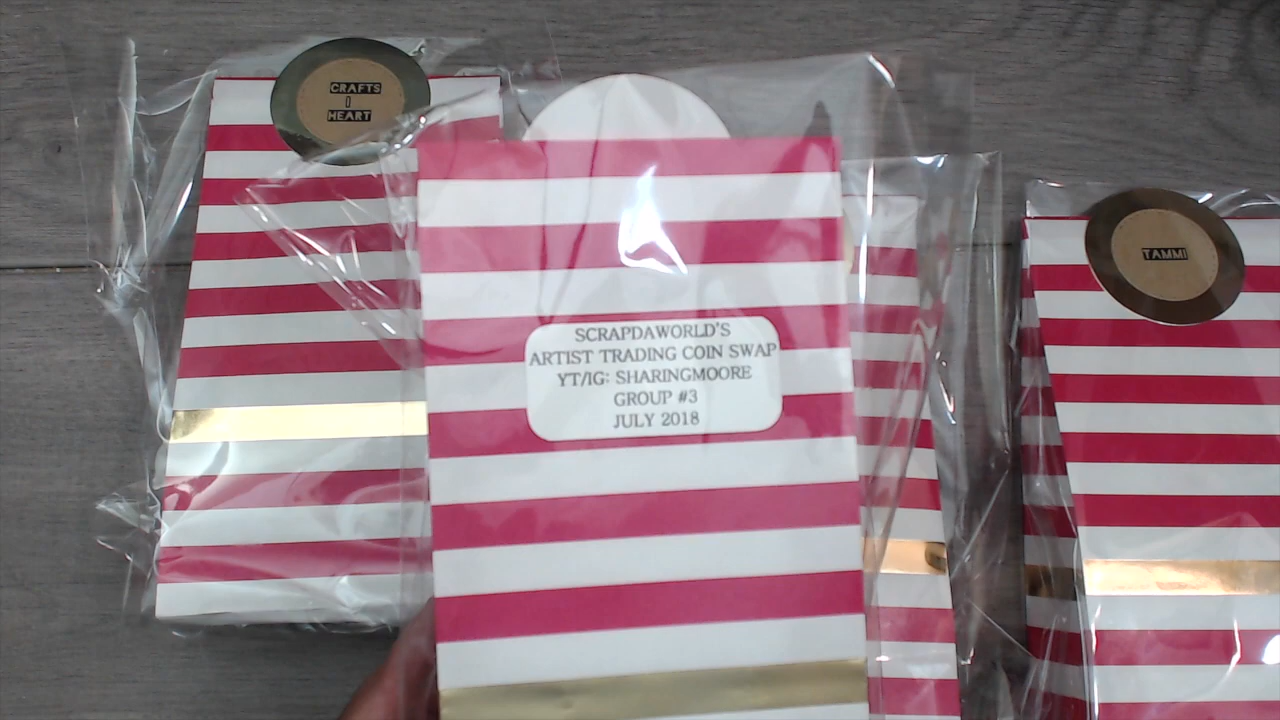 CRAFTS
I
HEART
SCRAPDAWORLD'S
ARTIST TRADING COIN SWAP
YT/IG: SHARINGMOORE
GROUP #3
JULY 2018
TAMMI